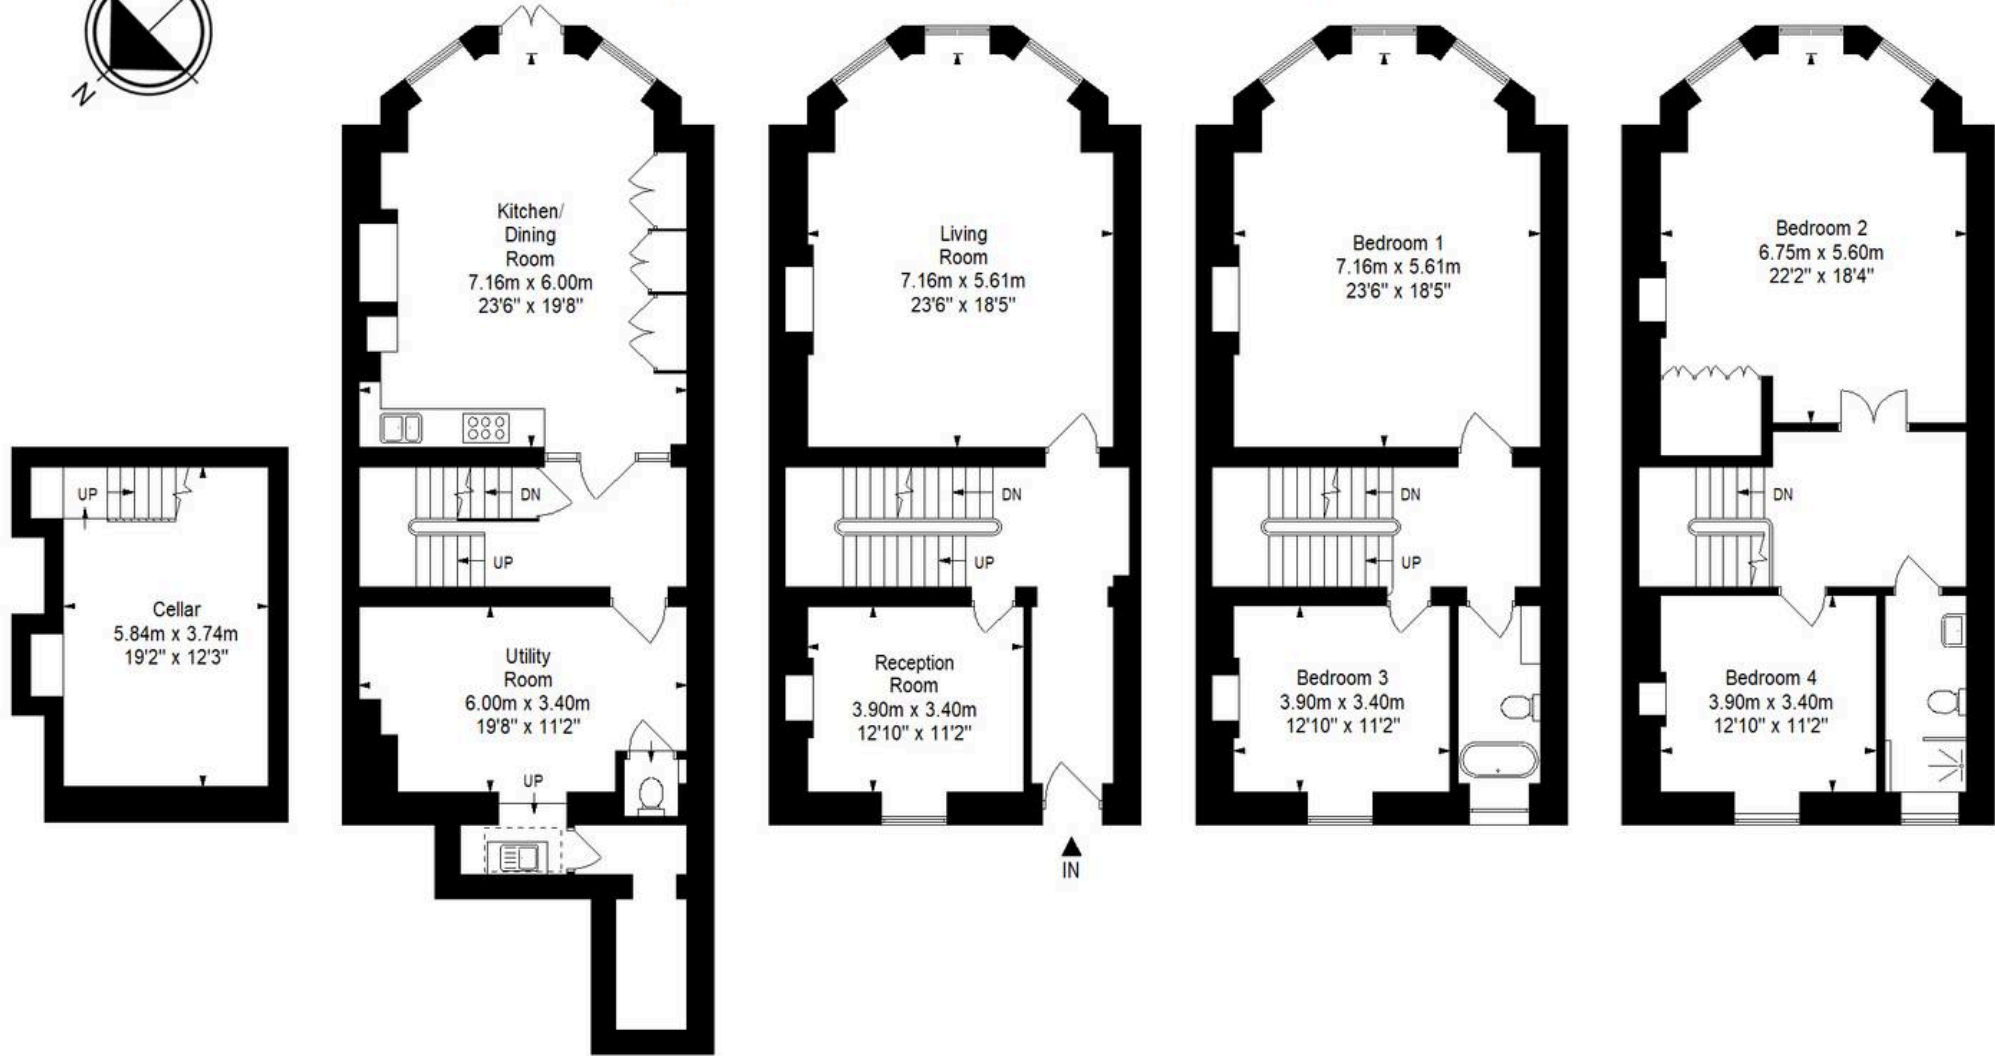 N
UP
Cellar
5.84m x 3.74m
19'2" x 12'3"
Kitchen/
Dining
Room
7.16m x 6.00m
23'6" x 19'8"
DN
UP
Utility
Room
6.00m x 3.40m
19'8" x 11'2"
UP
Living
Room
7.16m x 5.61m
23'6" x 18'5"
DN
UP
Reception
Room
3.90m x 3.40m
12'10" x 11'2"
IN
Bedroom 1
7.16m x 5.61m
23'6" x 18'5"
DN
UP
Bedroom 3
3.90m x 3.40m
12'10" x 11'2"
Bedroom 2
6.75m x 5.60m
22'2" x 18'4"
DN
Bedroom 4
3.90m x 3.40m
12'10" x 11'2"